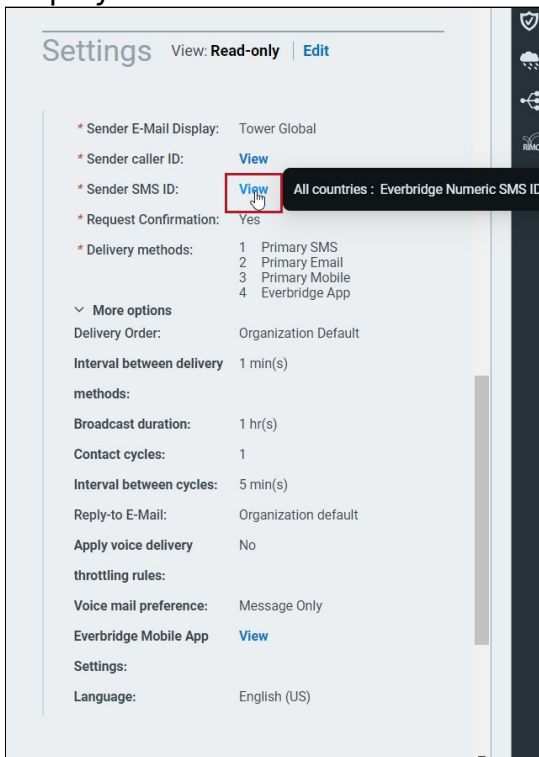 Settings View: Read-only | Edit
* Sender E-Mail Display: Tower Global
* Sender caller ID: View
* Sender SMS ID: View All countries : Everbridge Numeric SMS ID
* Request Confirmation: Yes
* Delivery methods: 1 Primary SMS
2 Primary Email
3 Primary Mobile
4 Everbridge App
More options
Delivery Order: Organization Default
Interval between delivery 1 min(s)
methods:
Broadcast duration: 1 hr(s)
Contact cycles: 1
Interval between cycles: 5 min(s)
Reply-to E-Mail: Organization default
Apply voice delivery No
throttling rules:
Voice mail preference: Message Only
Everbridge Mobile App View
Settings:
Language: English (US)